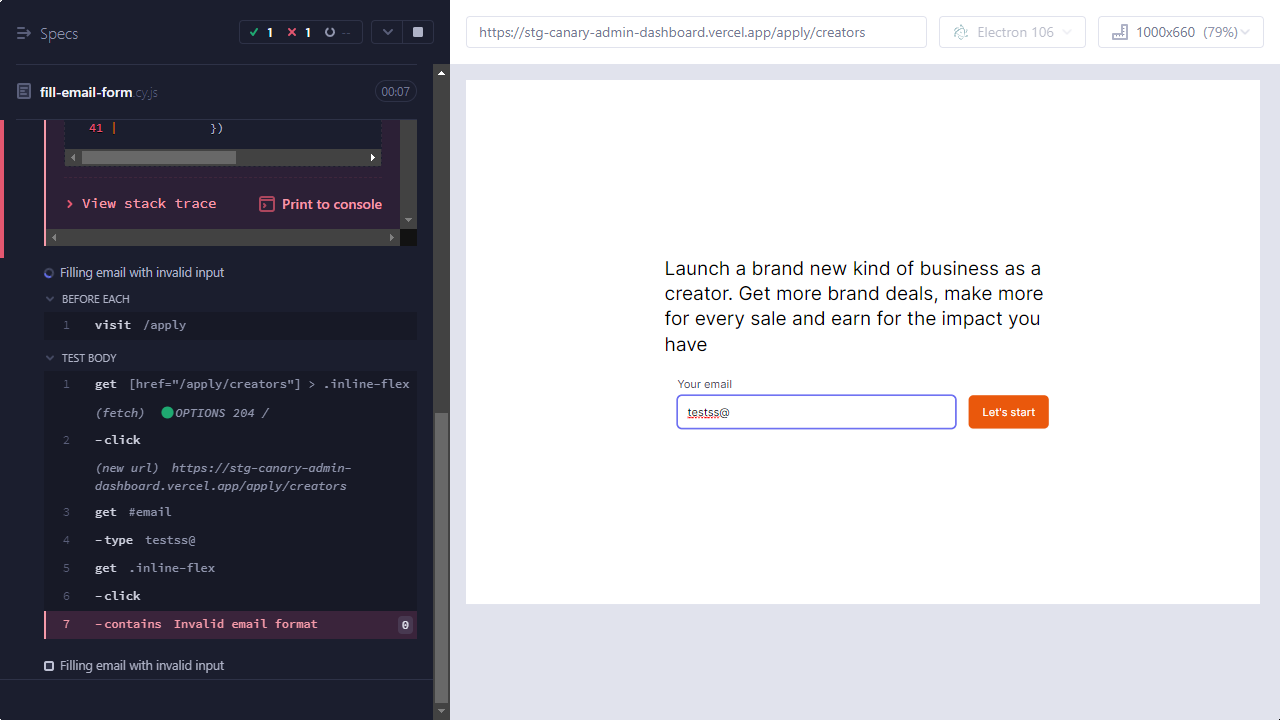 Specs
1
1
--
fill-email-form.cy.js
00:07
41 | })
View stack trace
Print to console
Filling email with invalid input
BEFORE EACH
1 visit /apply
TEST BODY
1 get [href="/apply/creators"] > .inline-flex
(fetch) OPTIONS 204 /
2 -click
(new url) https://stg-canary-admin-
dashboard.vercel.app/apply/creators
3 get #email
4 -type testss@
5 get .inline-flex
6 -click
7 -contains Invalid email format 0
Filling email with invalid input
https://stg-canary-admin-dashboard.vercel.app/apply/creators
Electron 106
1000x660 (79%)
Launch a brand new kind of business as a
creator. Get more brand deals, make more
for every sale and earn for the impact you
have
Your email
testss@
Let's start